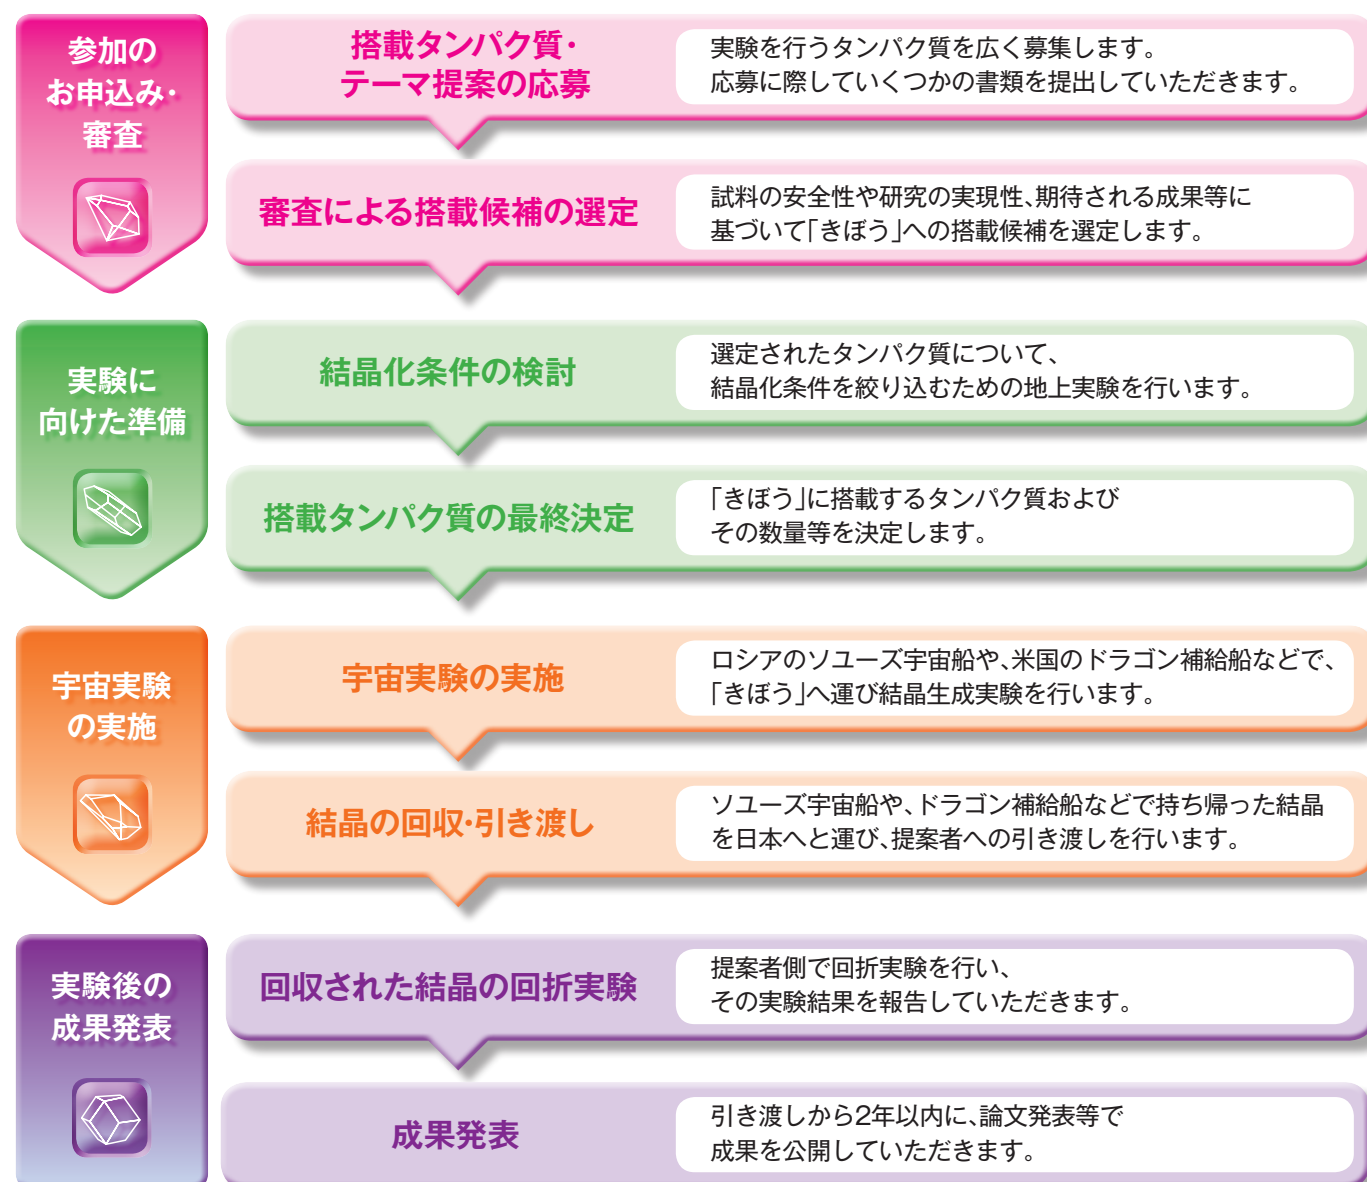 参加の
お申込み・
審査
搭載タンパク質・
テーマ提案の応募
実験を行うタンパク質を広く募集します。
応募に際していくつかの書類を提出していただきます。
審査による搭載候補の選定
試料の安全性や研究の実現性、期待される成果等に
基づいて「きぼう」への搭載候補を選定します。
実験に
向けた準備
結晶化条件の検討
選定されたタンパク質について、
結晶化条件を絞り込むための地上実験を行います。
搭載タンパク質の最終決定
「きぼう」に搭載するタンパク質および
その数量等を決定します。
宇宙実験
の実施
宇宙実験の実施
ロシアのソユーズ宇宙船や、米国のドラゴン補給船などで、
「きぼう」へ運び結晶生成実験を行います。
結晶の回収・引き渡し
ソユーズ宇宙船や、ドラゴン補給船などで持ち帰った結晶
を日本へと運び、提案者への引き渡しを行います。
実験後の
成果発表
回収された結晶の回折実験
提案者側で回折実験を行い、
その実験結果を報告していただきます。
成果発表
引き渡しから2年以内に、論文発表等で
成果を公開していただきます。